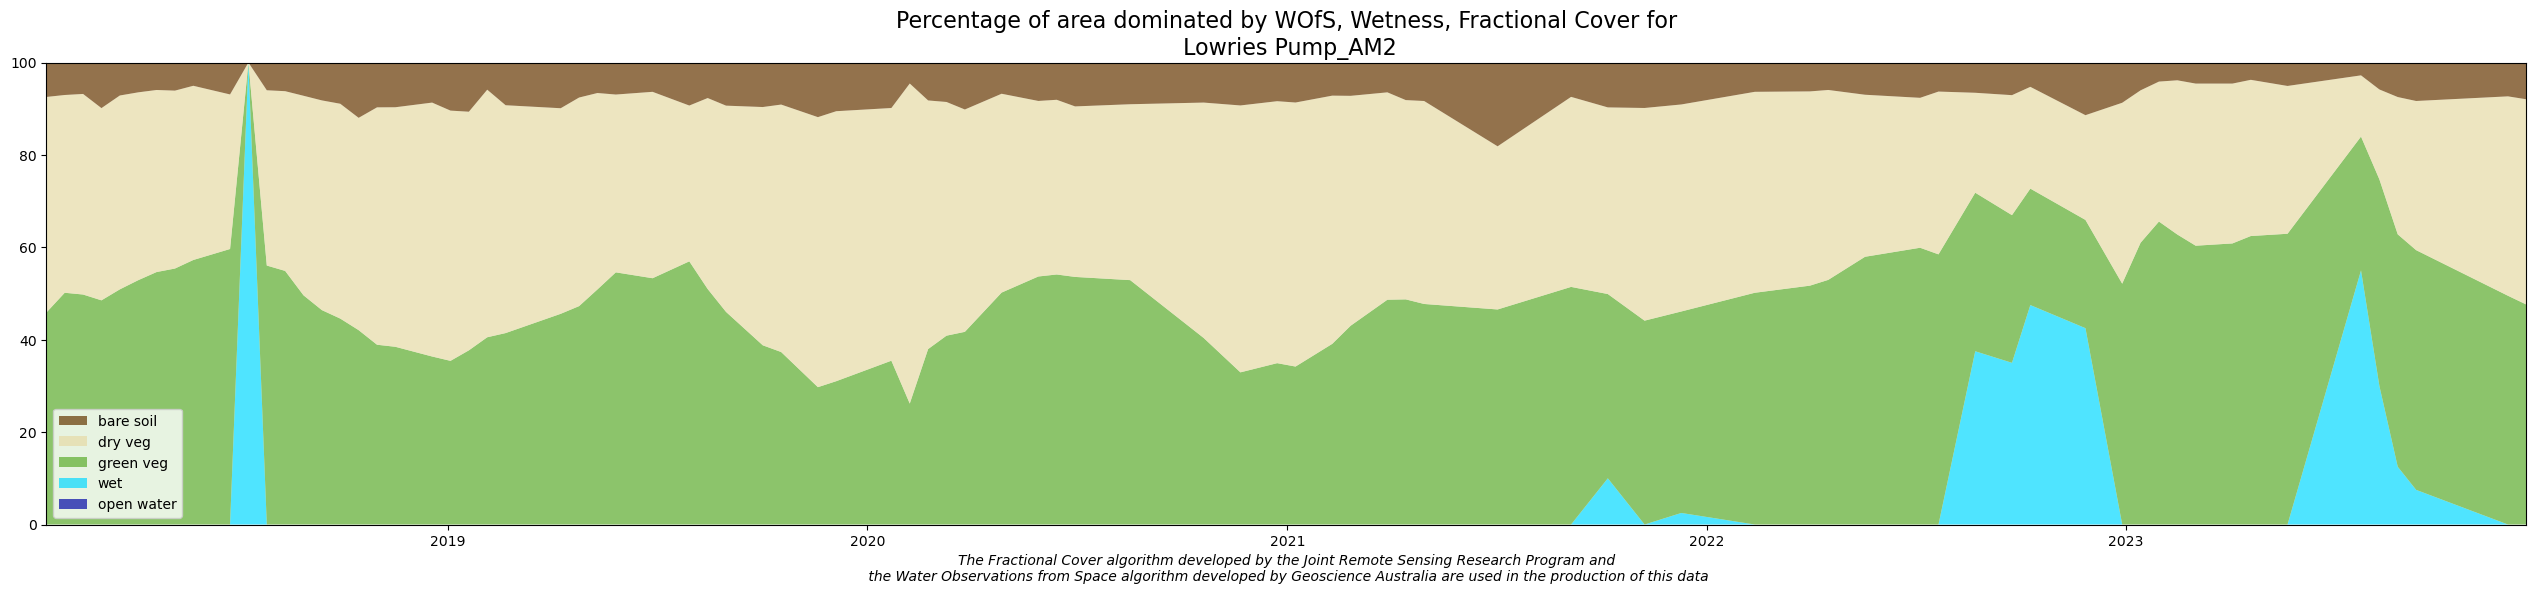 Percentage of area dominated by WOfS, Wetness, Fractional Cover for
Lowries Pump_AM2
100
80
60
40
20
0
bare soil
dry veg
green veg
wet
open water
2019 2020 2021 2022 2023
The Fractional Cover algorithm developed by the Joint Remote Sensing Research Program and
the Water Observations from Space algorithm developed by Geoscience Australia are used in the production of this data